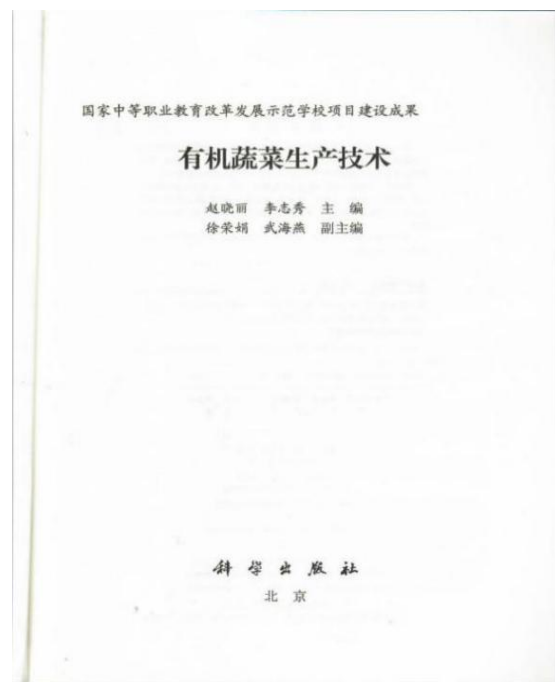 国家中等职业教育改革发展示范学校项目建设成果
有机蔬菜生产技术
赵晓丽 李志秀 主 编
徐荣娟 武海燕 副主编
科学出版社
北 京